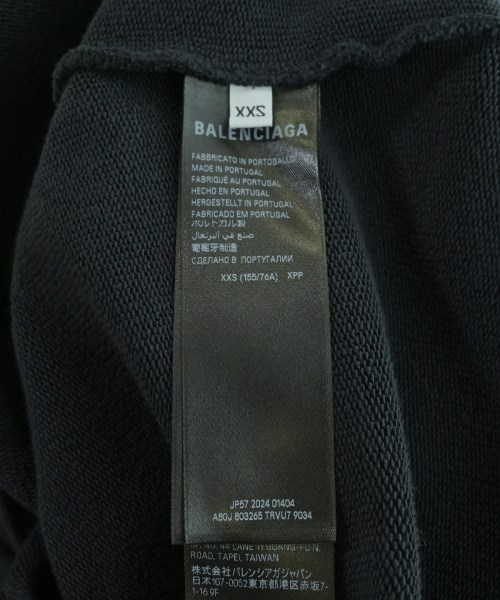 XXS
BALENCIAGA
FABBRICATO IN PORTOGALLO
MADE IN PORTUGAL
FABRIQUÉ AU PORTUGAL
HECHO EN PORTUGAL
HERGESTELLT IN PORTUGAL
FABRICADO EM PORTUGAL
ポルトガル製
صنع في البرتغال
葡萄牙制造
СДЕЛАНО В ПОРТУГАЛИИ
XXS (155/76A) XPP
JP57 2024 01404
A80J 803265 TRVU7 9034
LANE
ROAD, TAPEI, TAIWAN
株式会社バレンシアガジャパン
日本107-0052東京都港区赤坂7-
1-16 9F